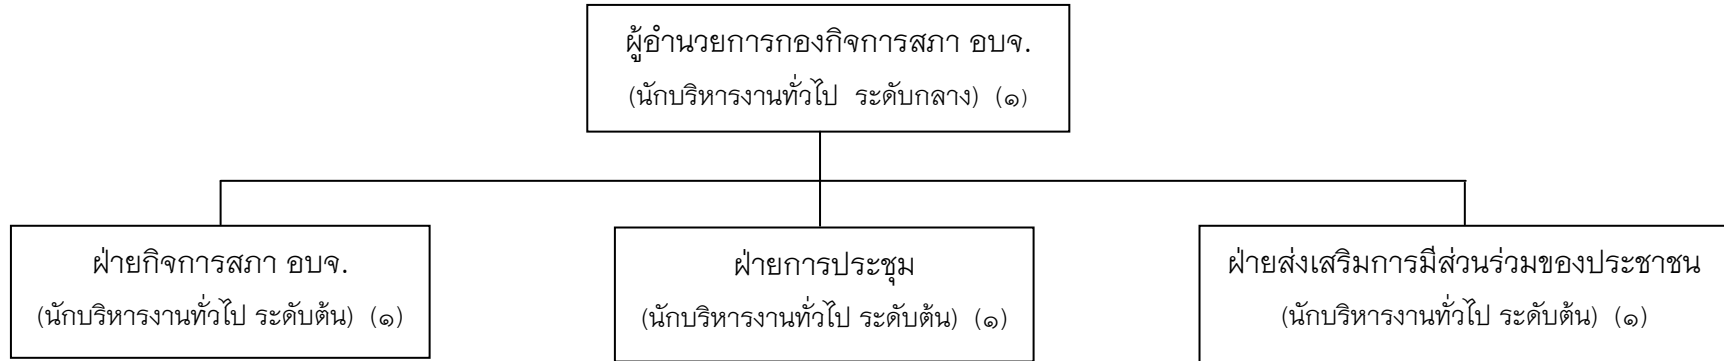 ผู้อำนวยการกองกิจการสภา อบจ.
(นักบริหารงานทั่วไป ระดับกลาง) (๑)
ฝ่ายกิจการสภา อบจ.
(นักบริหารงานทั่วไป ระดับต้น) (๑)
ฝ่ายการประชุม
(นักบริหารงานทั่วไป ระดับต้น) (๑)
ฝ่ายส่งเสริมการมีส่วนร่วมของประชาชน
(นักบริหารงานทั่วไป ระดับต้น) (๑)